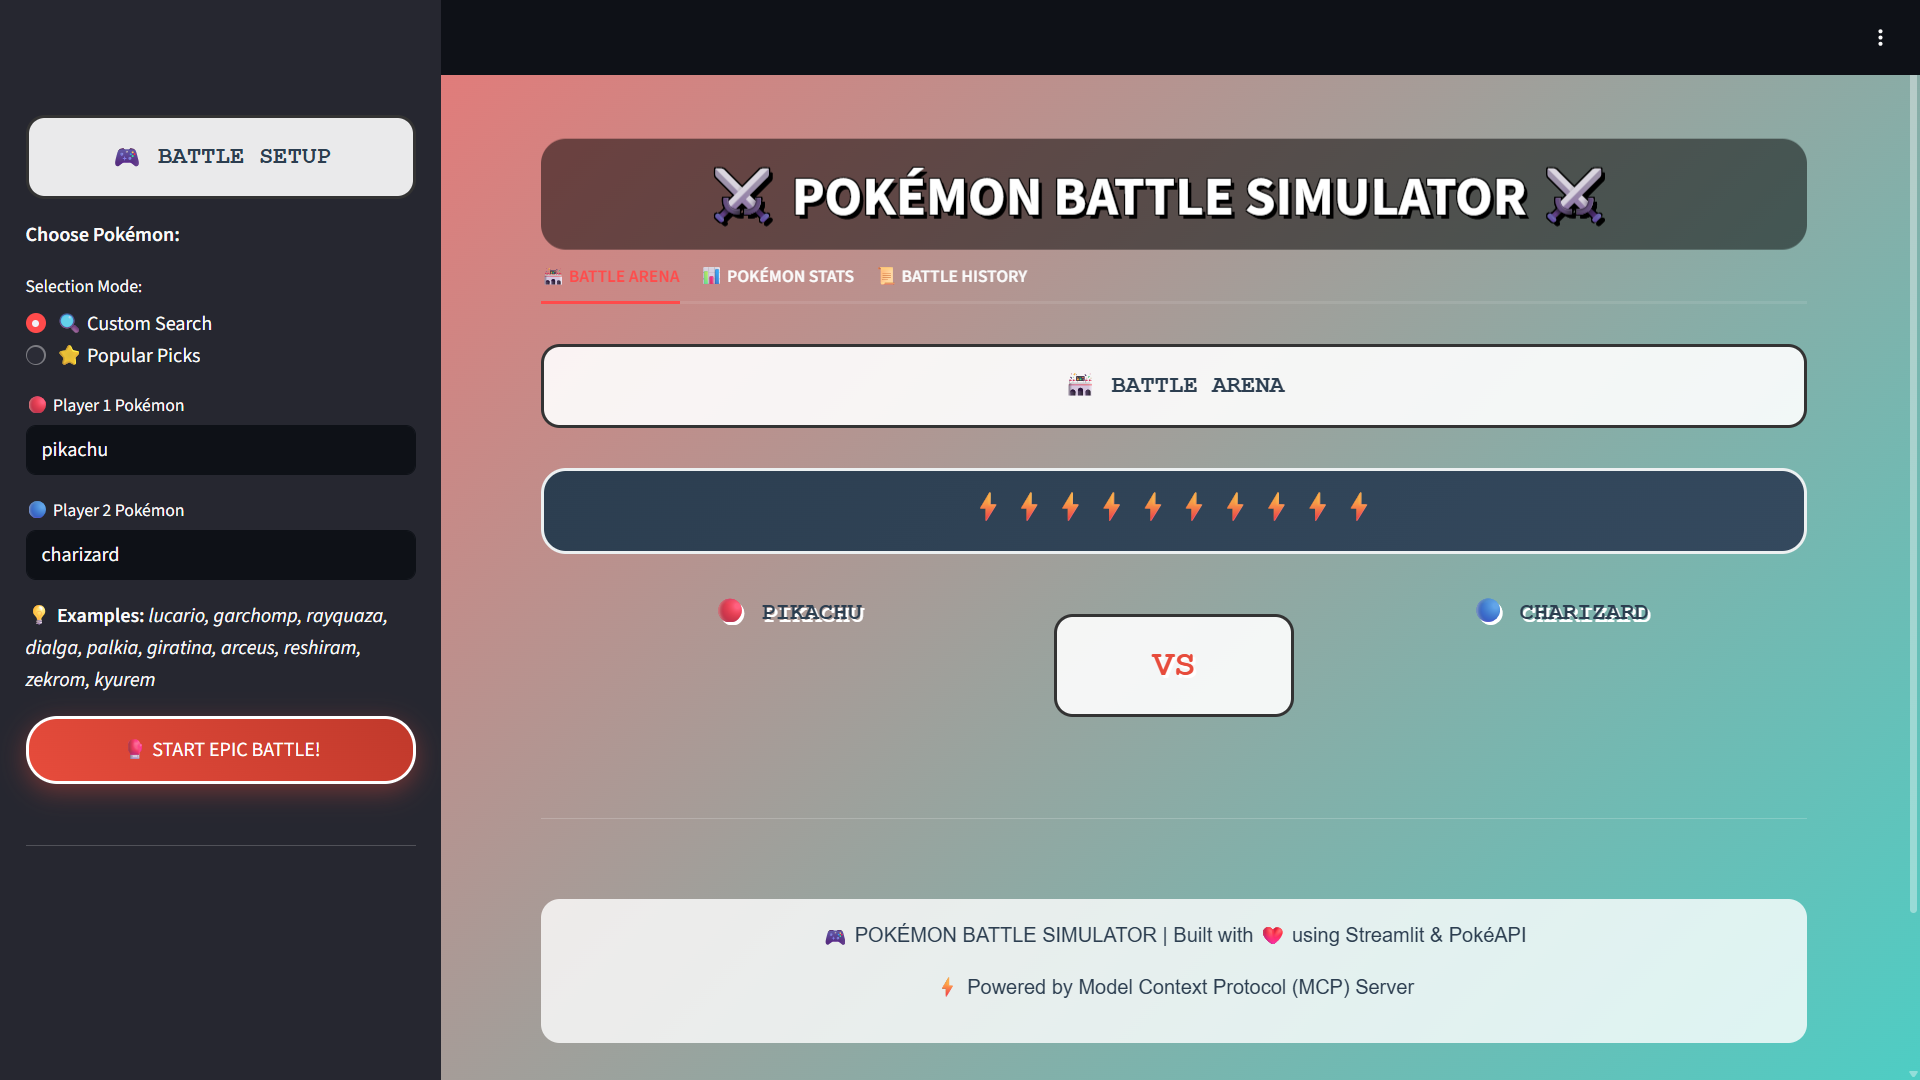 BATTLE SETUP
Choose Pokémon:
Selection Mode:
Custom Search
Popular Picks
Player 1 Pokémon
pikachu
Player 2 Pokémon
charizard
Examples: lucario, garchomp, rayquaza,
dialga, palkia, giratina, arceus, reshiram,
zekrom, kyurem
START EPIC BATTLE!
POKÉMON BATTLE SIMULATOR
BATTLE ARENA
POKÉMON STATS
BATTLE HISTORY
BATTLE ARENA
PIKACHU
VS
CHARIZARD
POKÉMON BATTLE SIMULATOR | Built with ❤️ using Streamlit & PokéAPI
Powered by Model Context Protocol (MCP) Server